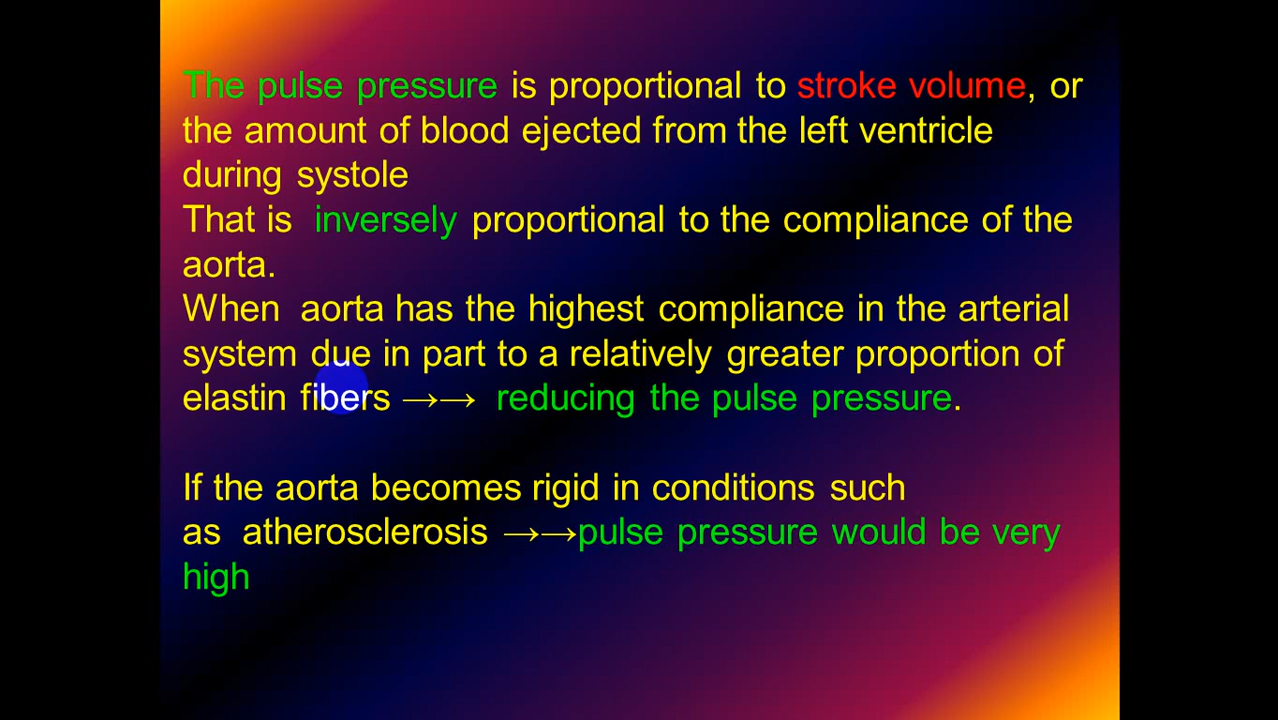 The pulse pressure is proportional to stroke volume, or
the amount of blood ejected from the left ventricle
during systole
That is inversely proportional to the compliance of the
aorta.
When aorta has the highest compliance in the arterial
system due in part to a relatively greater proportion of
elastin fibers →→ reducing the pulse pressure.
If the aorta becomes rigid in conditions such
as atherosclerosis →→pulse pressure would be very
high